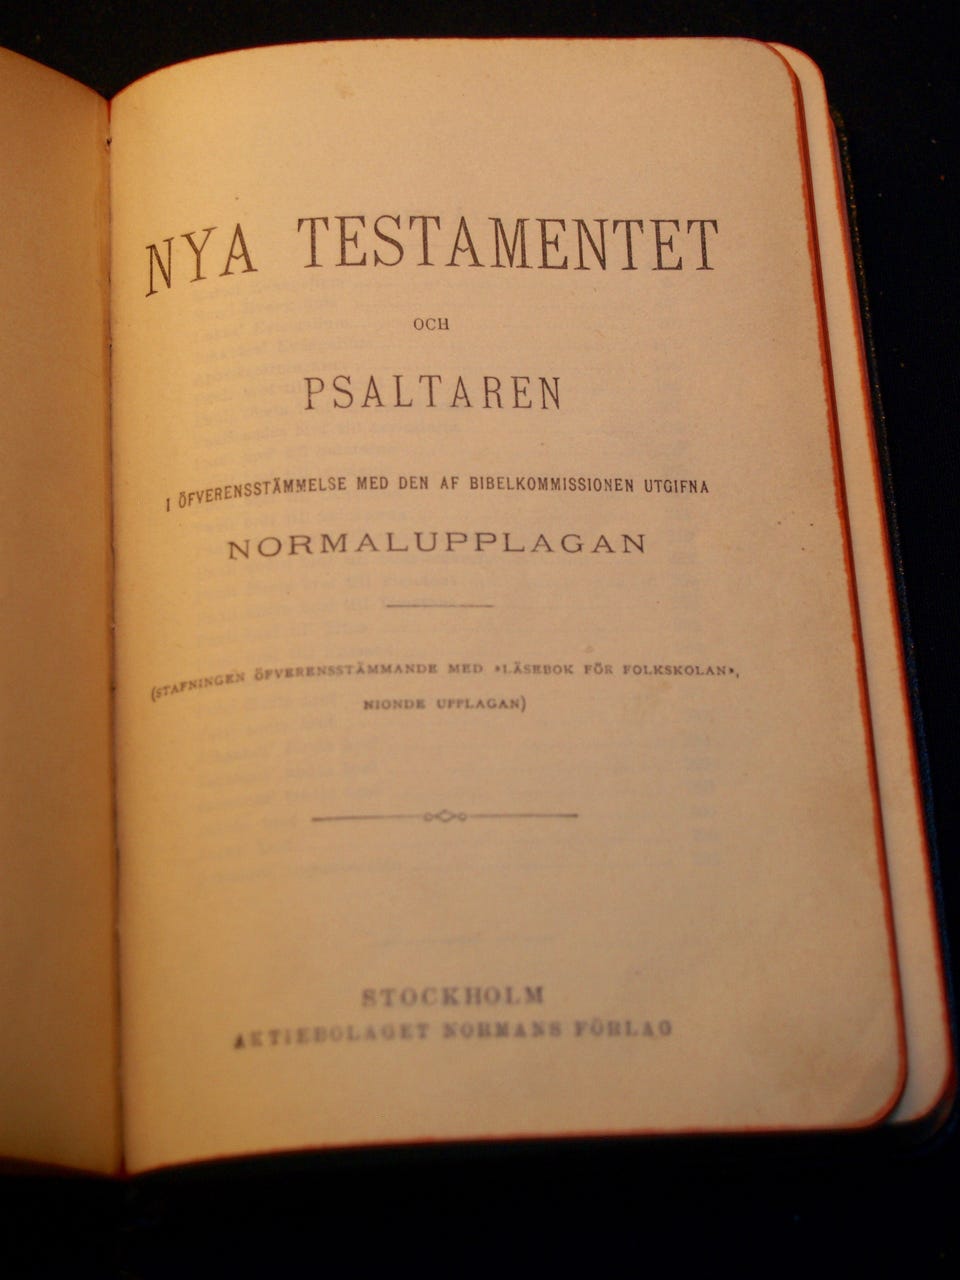 NYA TESTAMENTET
OCH
PSALTAREN
I ÖFVERENSSTÄMMELSE MED DEN AF BIBELKOMMISSIONEN UTGIFNA
NORMALUPPLAGAN
(STAFNINGEN ÖFVERENSSTÄMMANDE MED »LÄSEBOK FÖR FOLKSKOLAN»,
NIONDE UPPLAGAN)
STOCKHOLM
AKTIEBOLAGET NORMANS FÖRLAG